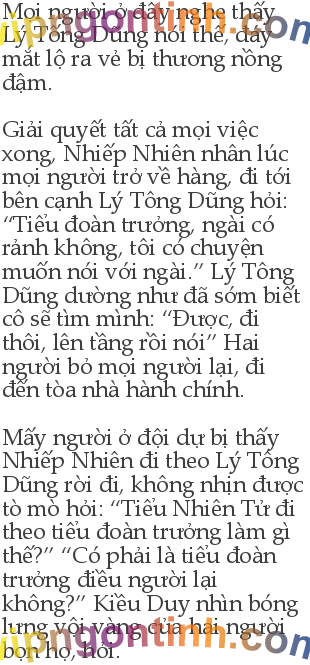 Mọi người ở đây nghe thấy
Lý Tông Dũng nói thế, đáy
mắt lộ ra vẻ bị thương nồng
đậm.
Giải quyết tất cả mọi việc
xong, Nhiếp Nhiên nhân lúc
mọi người trở về hàng, đi tới
bên cạnh Lý Tông Dũng hỏi:
“Tiểu đoàn trưởng, ngài có
rảnh không, tôi có chuyện
muốn nói với ngài.” Lý Tông
Dũng dường như đã sớm biết
cô sẽ tìm mình: “Được, đi
thôi, lên tầng rồi nói” Hai
người bỏ mọi người lại, đi
đến tòa nhà hành chính.
Mấy người ở đội dự bị thấy
Nhiếp Nhiên đi theo Lý Tông
Dũng rời đi, không nhịn được
tò mò hỏi: “Tiểu Nhiên Tử đi
theo tiểu đoàn trưởng làm gì
thế?” “Có phải là tiểu đoàn
trưởng điều người lại
không?” Kiều Duy nhìn bóng
lưng vội vàng của hai người
bọn họ, hỏi.